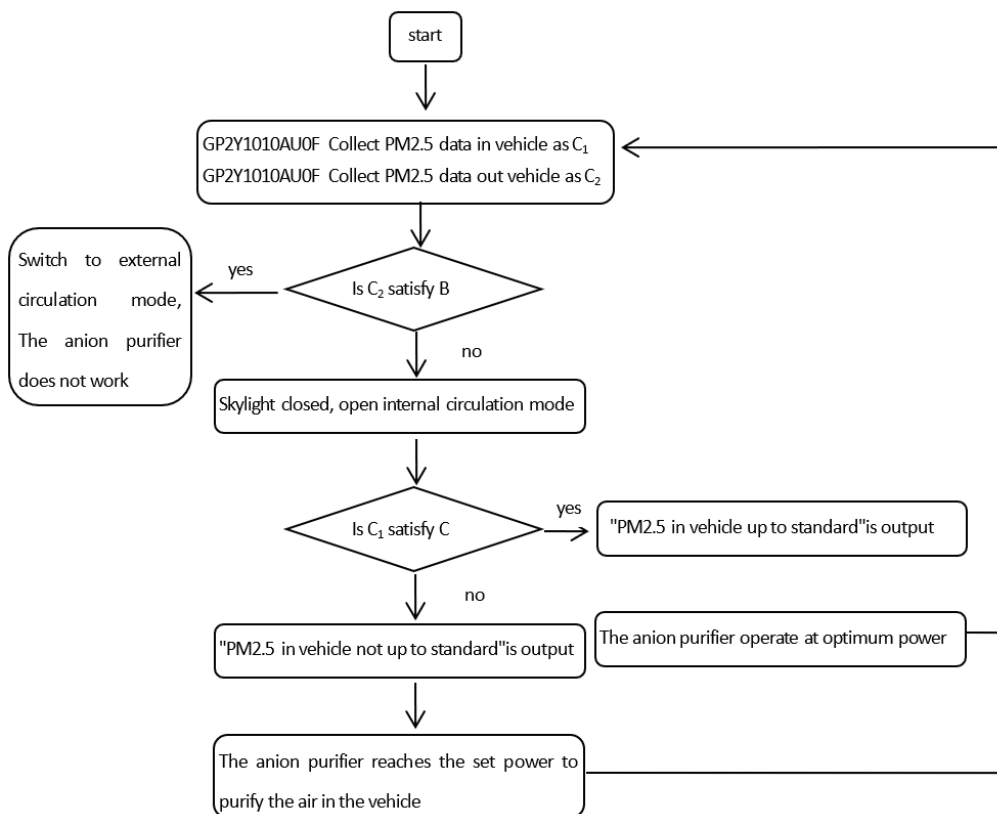 start
GP2Y1010AU0F Collect PM2.5 data in vehicle as C₁
GP2Y1010AU0F Collect PM2.5 data out vehicle as C₂
Switch to external
circulation mode,
The anion purifier
does not work
yes
Is C₂ satisfy B
no
Skylight closed, open internal circulation mode
Is C₁ satisfy C
yes
"PM2.5 in vehicle up to standard"is output
no
"PM2.5 in vehicle not up to standard"is output
The anion purifier operate at optimum power
The anion purifier reaches the set power to
purify the air in the vehicle